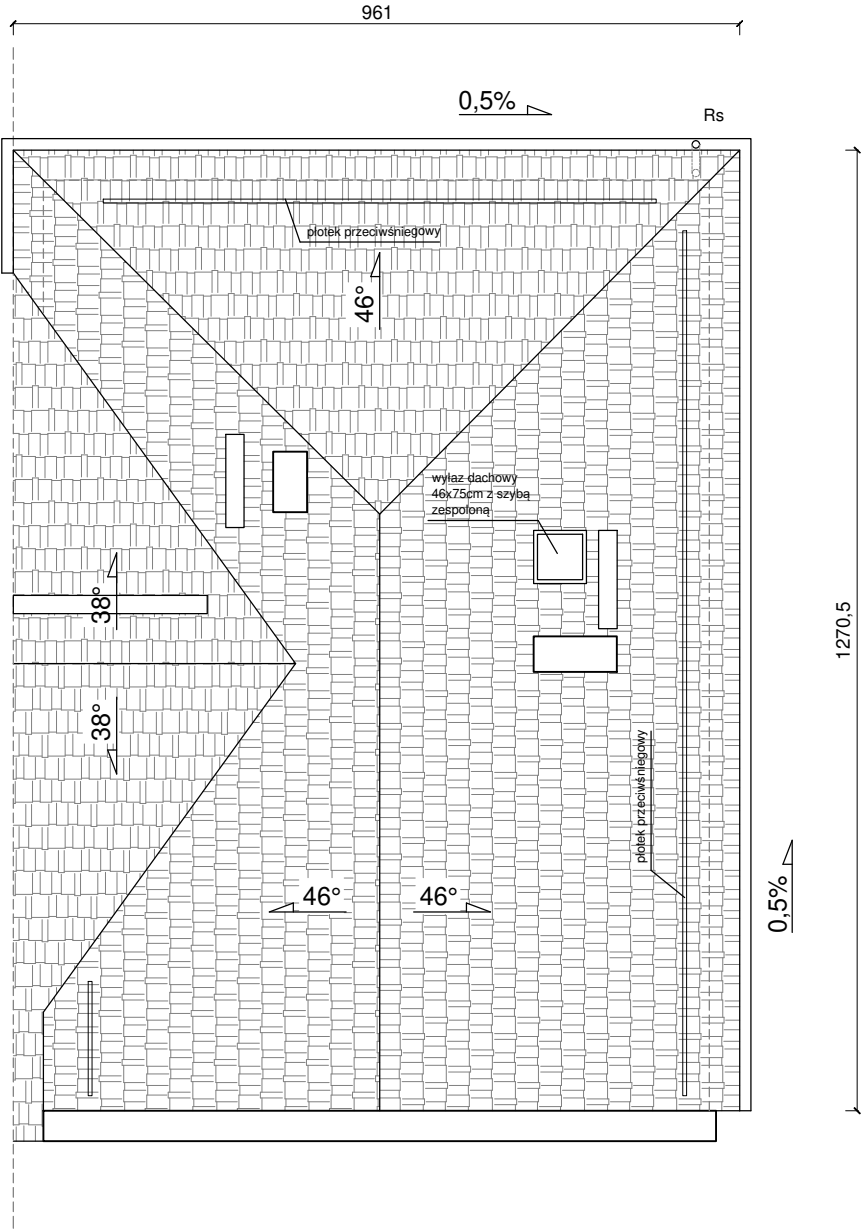 961
0,5%
Rs
płotek przeciwśniegowy
46°
wyłaz dachowy
46x75cm z szybą
zespoloną
38°
38°
1270,5
płotek przeciwśniegowy
46°
46°
0,5%